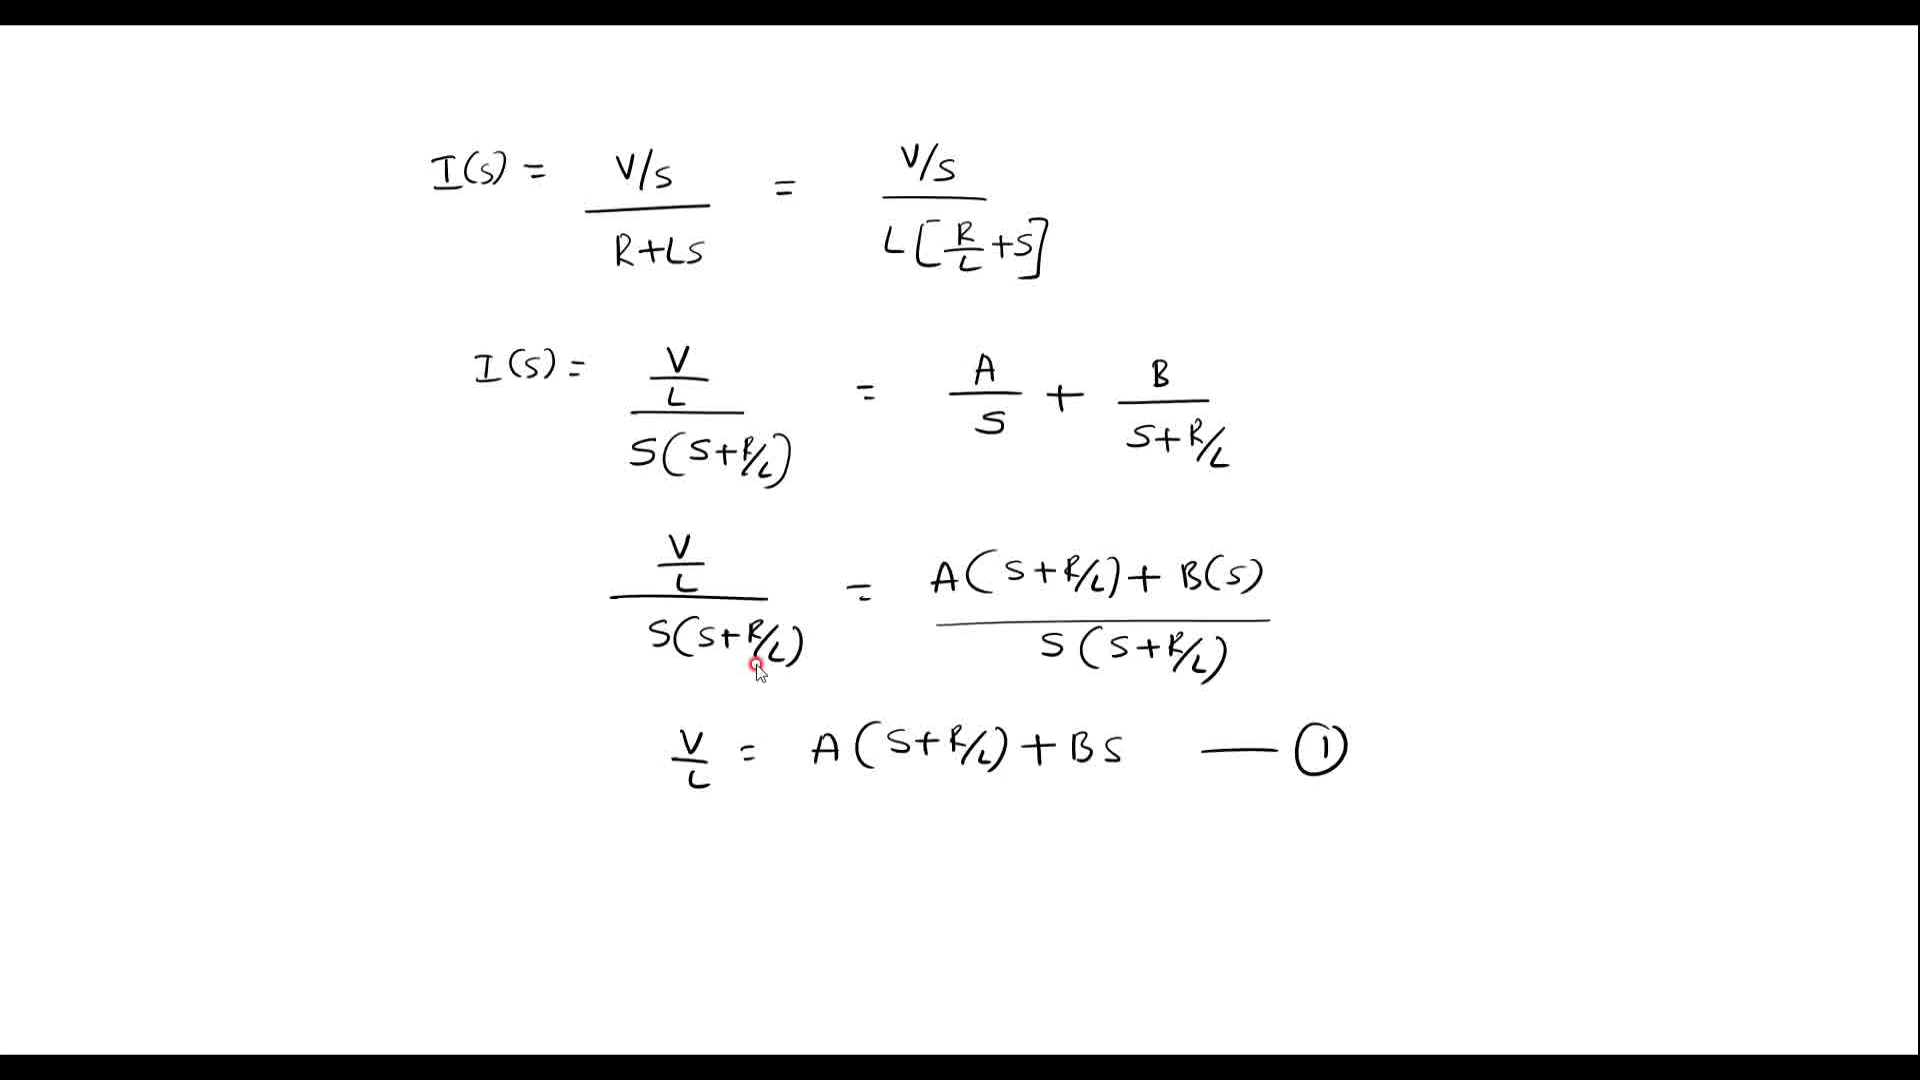 I(s) = V/s / R+Ls = V/s / L[R/L+s]
I(s) = V/L / s(s+R/L) = A/s + B/s+R/L
V/L / s(s+R/L) = A(s+R/L)+B(s) / s(s+R/L)
V/L = A(s+R/L)+Bs — ①